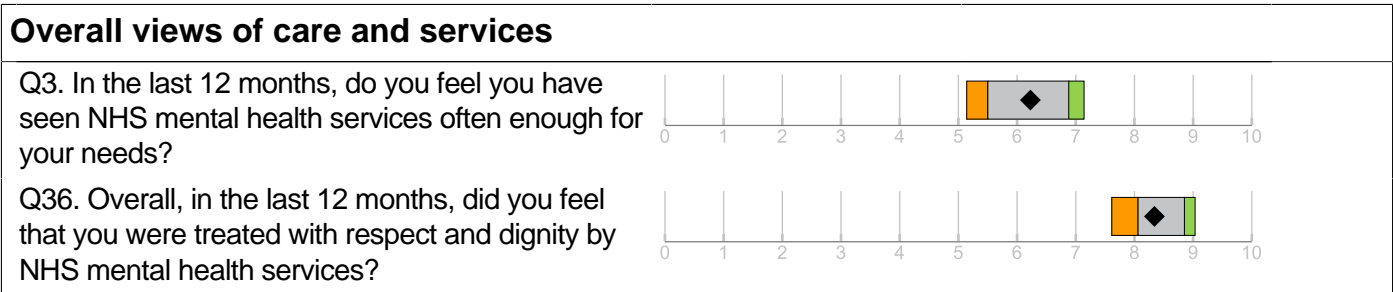 Overall views of care and services
Q3. In the last 12 months, do you feel you have
seen NHS mental health services often enough for
your needs?
0 1 2 3 4 5 6 7 8 9 10
Q36. Overall, in the last 12 months, did you feel
that you were treated with respect and dignity by
NHS mental health services?
0 1 2 3 4 5 6 7 8 9 10